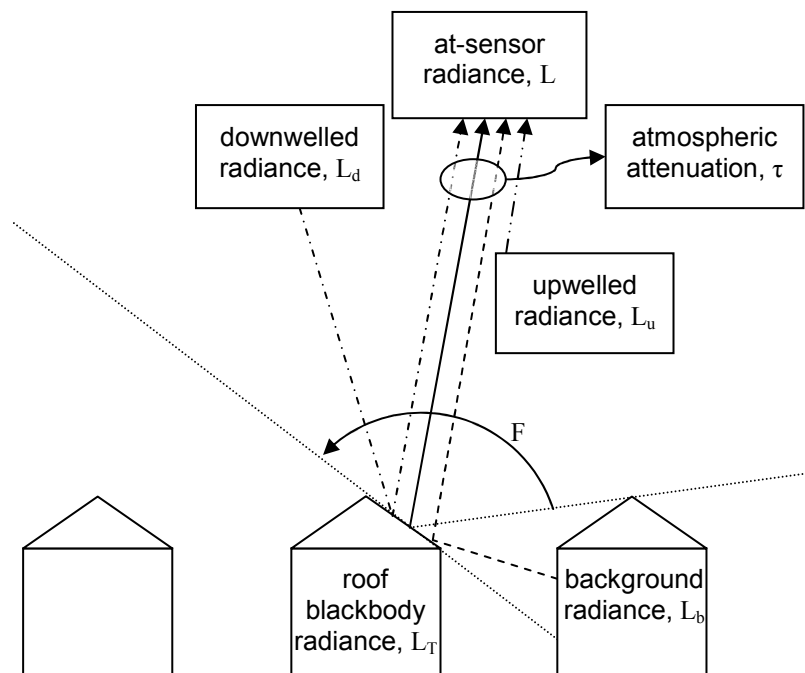 at-sensor
radiance, L
downwelled
radiance, L_d
atmospheric
attenuation, τ
upwelled
radiance, L_u
F
roof
blackbody
radiance, L_T
background
radiance, L_b